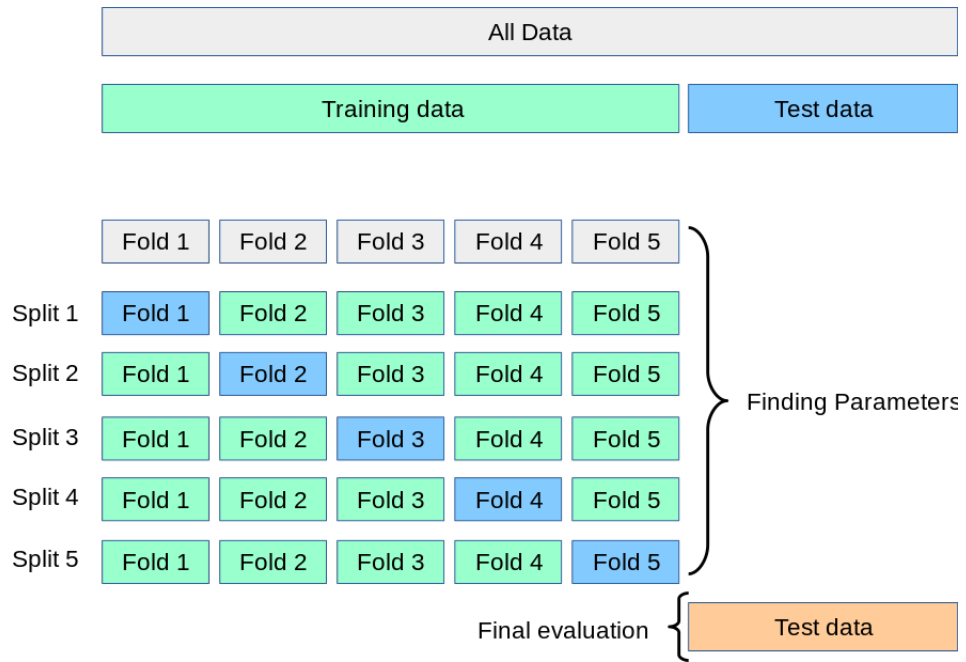 All Data
Training data Test data
Fold 1 Fold 2 Fold 3 Fold 4 Fold 5
Split 1 Fold 1 Fold 2 Fold 3 Fold 4 Fold 5
Split 2 Fold 1 Fold 2 Fold 3 Fold 4 Fold 5
Finding Parameters
Split 3 Fold 1 Fold 2 Fold 3 Fold 4 Fold 5
Split 4 Fold 1 Fold 2 Fold 3 Fold 4 Fold 5
Split 5 Fold 1 Fold 2 Fold 3 Fold 4 Fold 5
Final evaluation Test data